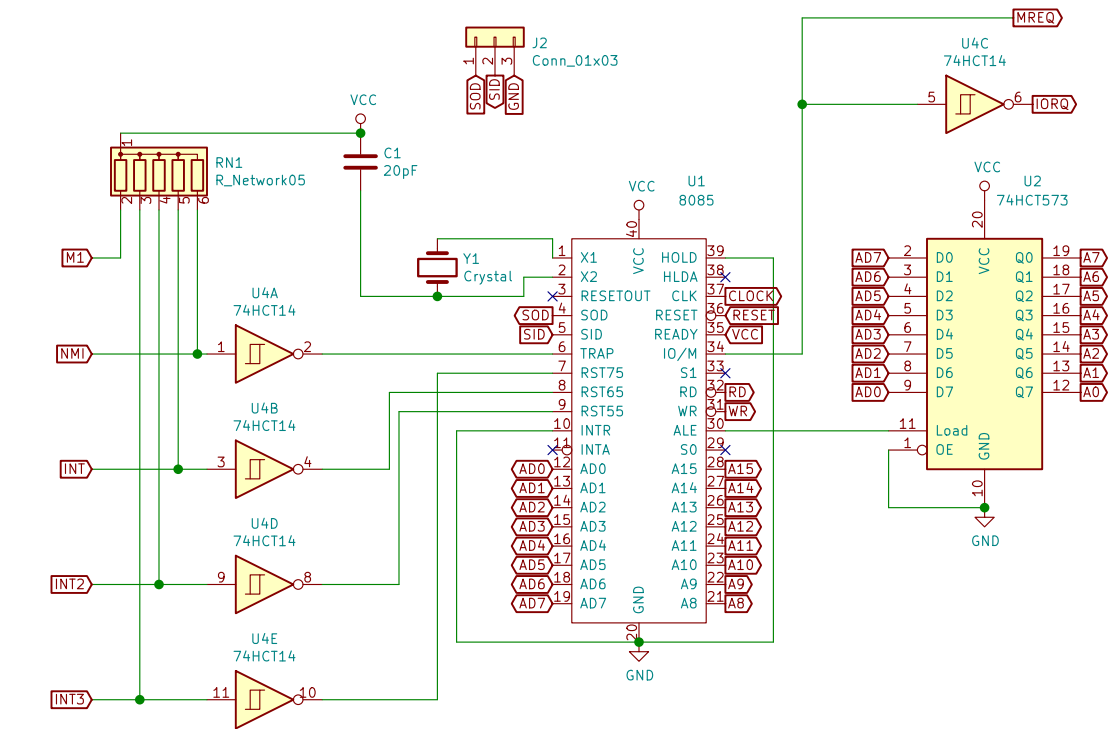 MREQ
J2
Conn_01x03
1
2
3
SOD
SID
GND
U4C
74HCT14
5
6
IORQ
VCC
C1
20pF
1
RN1
R_Network05
2
3
4
5
6
M1
Y1
Crystal
U4A
74HCT14
NMI
1
2
U4B
74HCT14
INT
3
4
U4D
74HCT14
INT2
9
8
U4E
74HCT14
INT3
11
10
VCC
U1
8085
40
VCC
1 X1
2 X2
3 RESETOUT
SOD 4 SOD
SID 5 SID
6 TRAP
7 RST75
8 RST65
9 RST55
10 INTR
11 INTA
AD0 12 AD0
AD1 13 AD1
AD2 14 AD2
AD3 15 AD3
AD4 16 AD4
AD5 17 AD5
AD6 18 AD6
AD7 19 AD7
HOLD 39
HLDA 38
CLK 37 CLOCK
RESET 36 RESET
READY 35 VCC
IO/M 34
S1 33
RD 32 RD
WR 31 WR
ALE 30
S0 29
A15 28 A15
A14 27 A14
A13 26 A13
A12 25 A12
A11 24 A11
A10 23 A10
A9 22 A9
A8 21 A8
GND
20
GND
VCC
U2
74HCT573
20
VCC
AD7 2 D0
AD6 3 D1
AD5 4 D2
AD4 5 D3
AD3 6 D4
AD2 7 D5
AD1 8 D6
AD0 9 D7
11 Load
1 OE
Q0 19 A7
Q1 18 A6
Q2 17 A5
Q3 16 A4
Q4 15 A3
Q5 14 A2
Q6 13 A1
Q7 12 A0
GND
10
GND